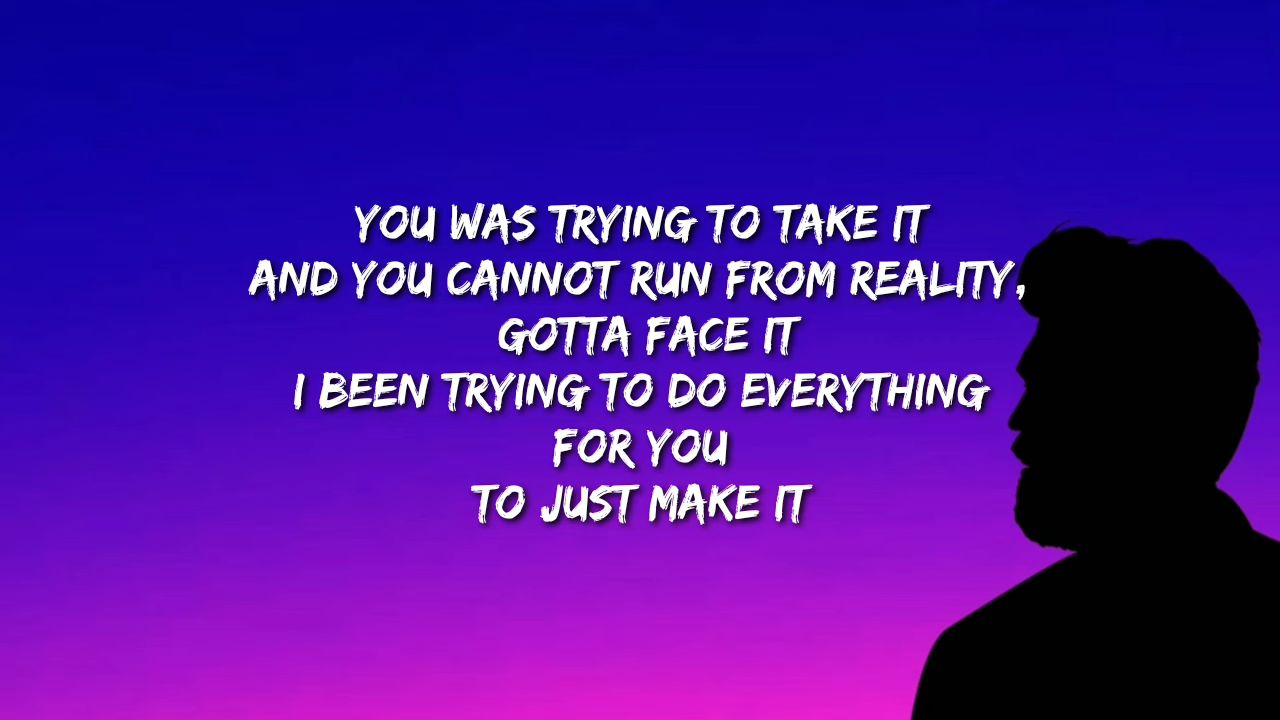 YOU WAS TRYING TO TAKE IT
AND YOU CANNOT RUN FROM REALITY,
GOTTA FACE IT
I BEEN TRYING TO DO EVERYTHING
FOR YOU
TO JUST MAKE IT